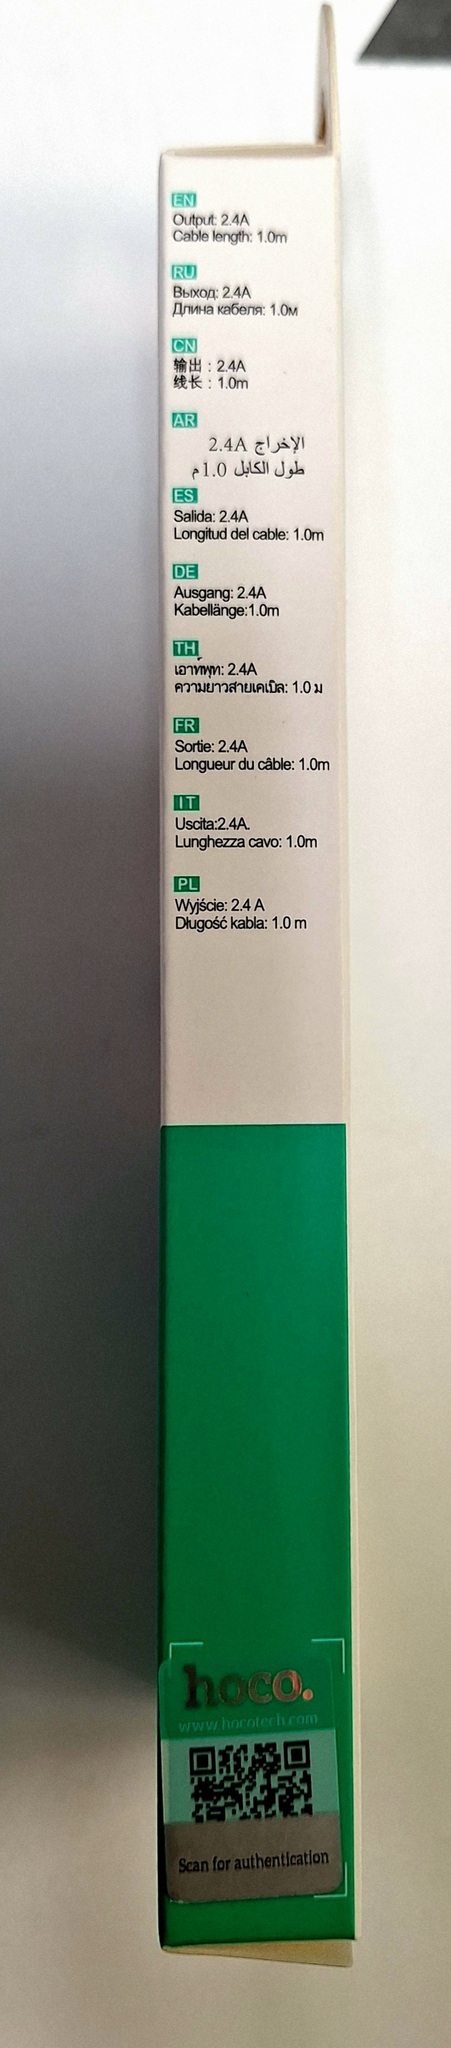 EN
Output: 2.4A
Cable length: 1.0m
RU
Выход: 2.4A
Длина кабеля: 1.0м
CN
输出：2.4A
线长：1.0m
AR
الإخراج 2.4A
طول الكابل 1.0م
ES
Salida: 2.4A
Longitud del cable: 1.0m
DE
Ausgang: 2.4A
Kabellänge:1.0m
TH
เอาท์พุท: 2.4A
ความยาวสายเคเบิล: 1.0 ม
FR
Sortie: 2.4A
Longueur du câble: 1.0m
IT
Uscita:2.4A.
Lunghezza cavo: 1.0m
PL
Wyjście: 2.4 A
Długość kabla: 1.0 m
hoco.
www.hocotech.com
Scan for authentication